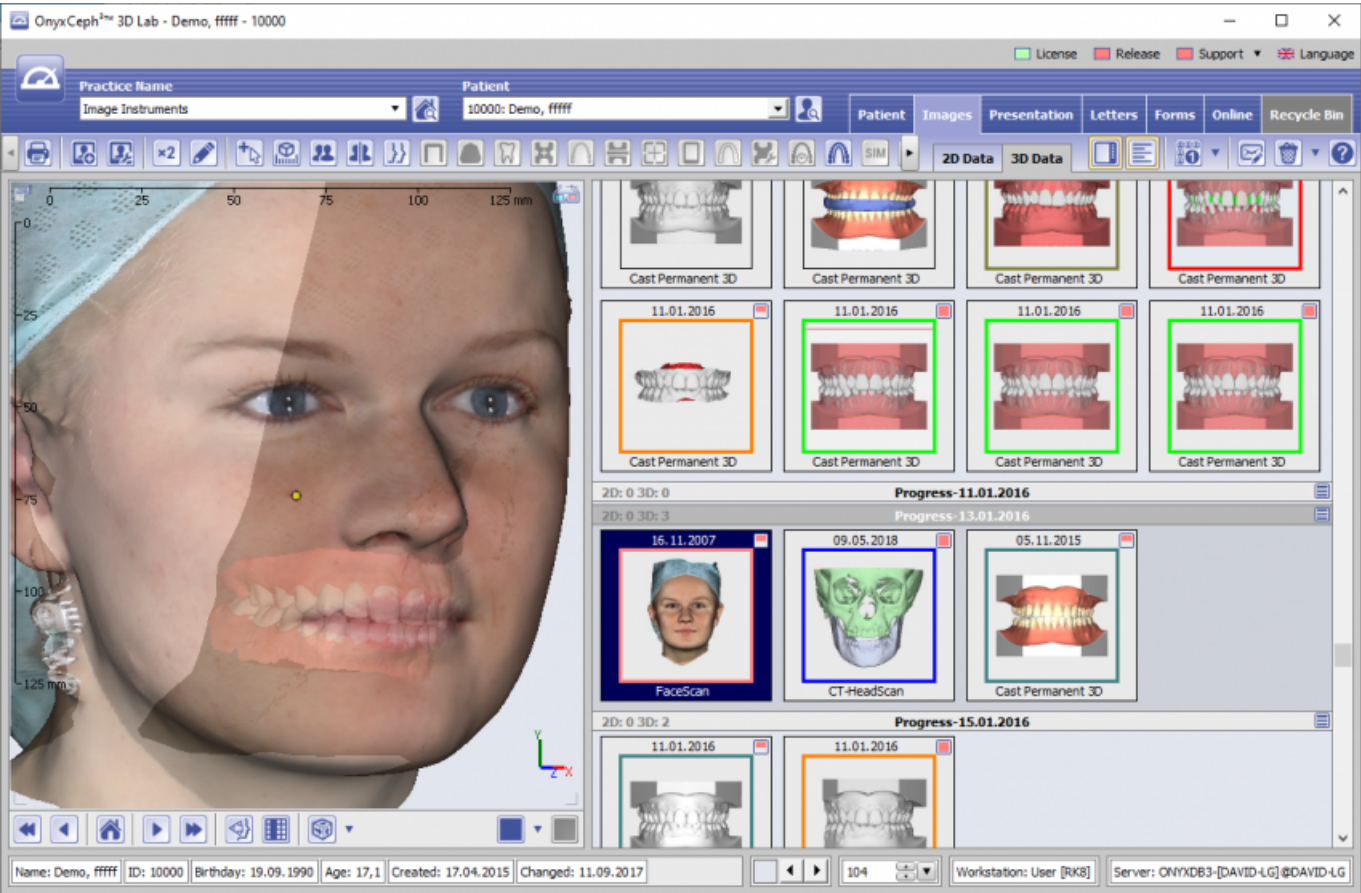 OnyxCeph³™ 3D Lab - Demo, fffff - 10000
License Release Support Language
Practice Name Patient
Image Instruments 10000: Demo, fffff
Patient Images Presentation Letters Forms Online Recycle Bin
×2 SIM 2D Data 3D Data
0 25 50 75 100 125 mm
0
25
50
75
100
125 mm
Y
Z X
Cast Permanent 3D Cast Permanent 3D Cast Permanent 3D Cast Permanent 3D
11.01.2016 11.01.2016 11.01.2016 11.01.2016
Cast Permanent 3D Cast Permanent 3D Cast Permanent 3D Cast Permanent 3D
2D: 0 3D: 0 Progress-11.01.2016
2D: 0 3D: 3 Progress-13.01.2016
16.11.2007 09.05.2018 05.11.2015
FaceScan CT-HeadScan Cast Permanent 3D
2D: 0 3D: 2 Progress-15.01.2016
11.01.2016 11.01.2016
Name: Demo, fffff ID: 10000 Birthday: 19.09.1990 Age: 17,1 Created: 17.04.2015 Changed: 11.09.2017 104 Workstation: User [RK8] Server: ONYXDB3-[DAVID-LG]@DAVID-LG